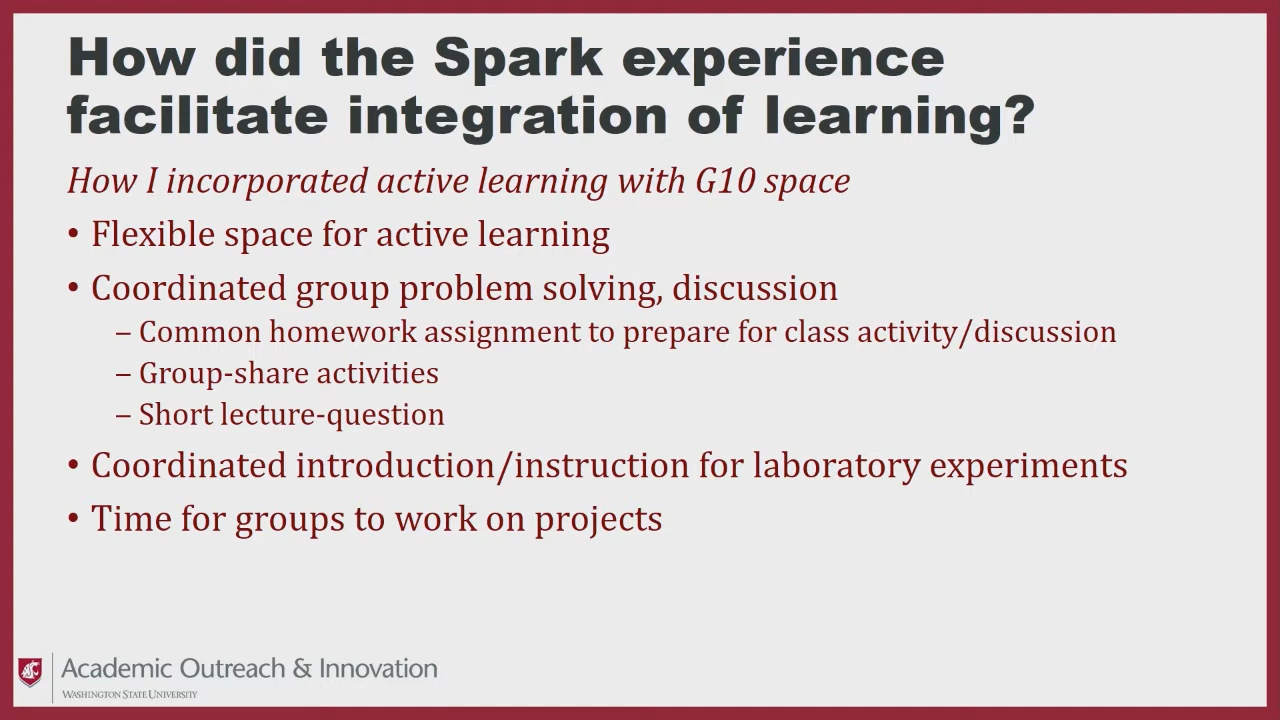 How did the Spark experience
facilitate integration of learning?
How I incorporated active learning with G10 space
• Flexible space for active learning
• Coordinated group problem solving, discussion
– Common homework assignment to prepare for class activity/discussion
– Group-share activities
– Short lecture-question
• Coordinated introduction/instruction for laboratory experiments
• Time for groups to work on projects
Academic Outreach & Innovation
WASHINGTON STATE UNIVERSITY